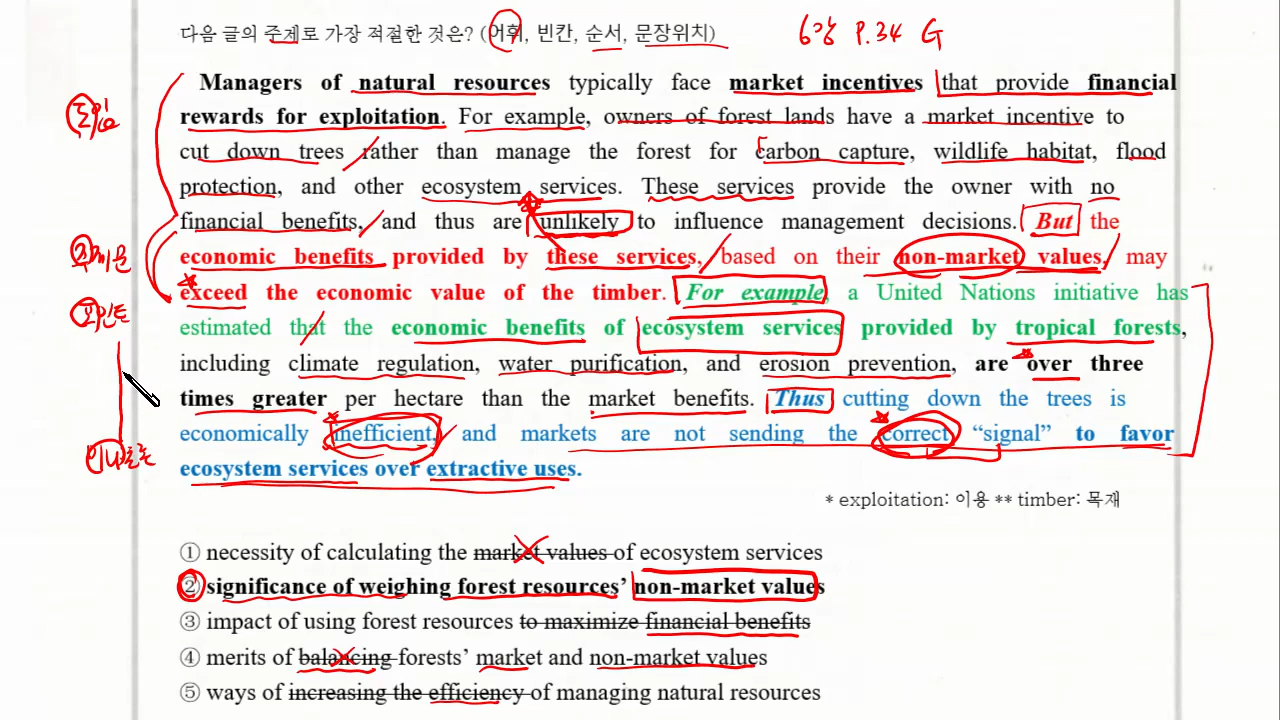 다음 글의 주제로 가장 적절한 것은? (어휘, 빈칸, 순서, 문장위치) 6강 P.34 G
Managers of natural resources typically face market incentives that provide financial
rewards for exploitation. For example, owners of forest lands have a market incentive to
cut down trees rather than manage the forest for carbon capture, wildlife habitat, flood
protection, and other ecosystem services. These services provide the owner with no
financial benefits, and thus are unlikely to influence management decisions. But the
economic benefits provided by these services, based on their non-market values, may
exceed the economic value of the timber. For example, a United Nations initiative has
estimated that the economic benefits of ecosystem services provided by tropical forests,
including climate regulation, water purification, and erosion prevention, are over three
times greater per hectare than the market benefits. Thus cutting down the trees is
economically inefficient, and markets are not sending the correct “signal” to favor
ecosystem services over extractive uses.
* exploitation: 이용 ** timber: 목재
① necessity of calculating the market values of ecosystem services
② significance of weighing forest resources’ non-market values
③ impact of using forest resources to maximize financial benefits
④ merits of balancing forests’ market and non-market values
⑤ ways of increasing the efficiency of managing natural resources